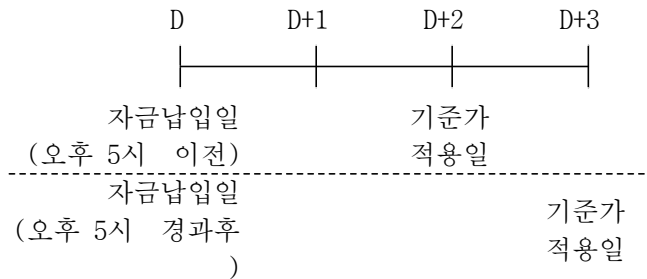 D D+1 D+2 D+3
자금납입일 기준가
(오후 5시 이전) 적용일
자금납입일
(오후 5시 경과후
)
기준가
적용일